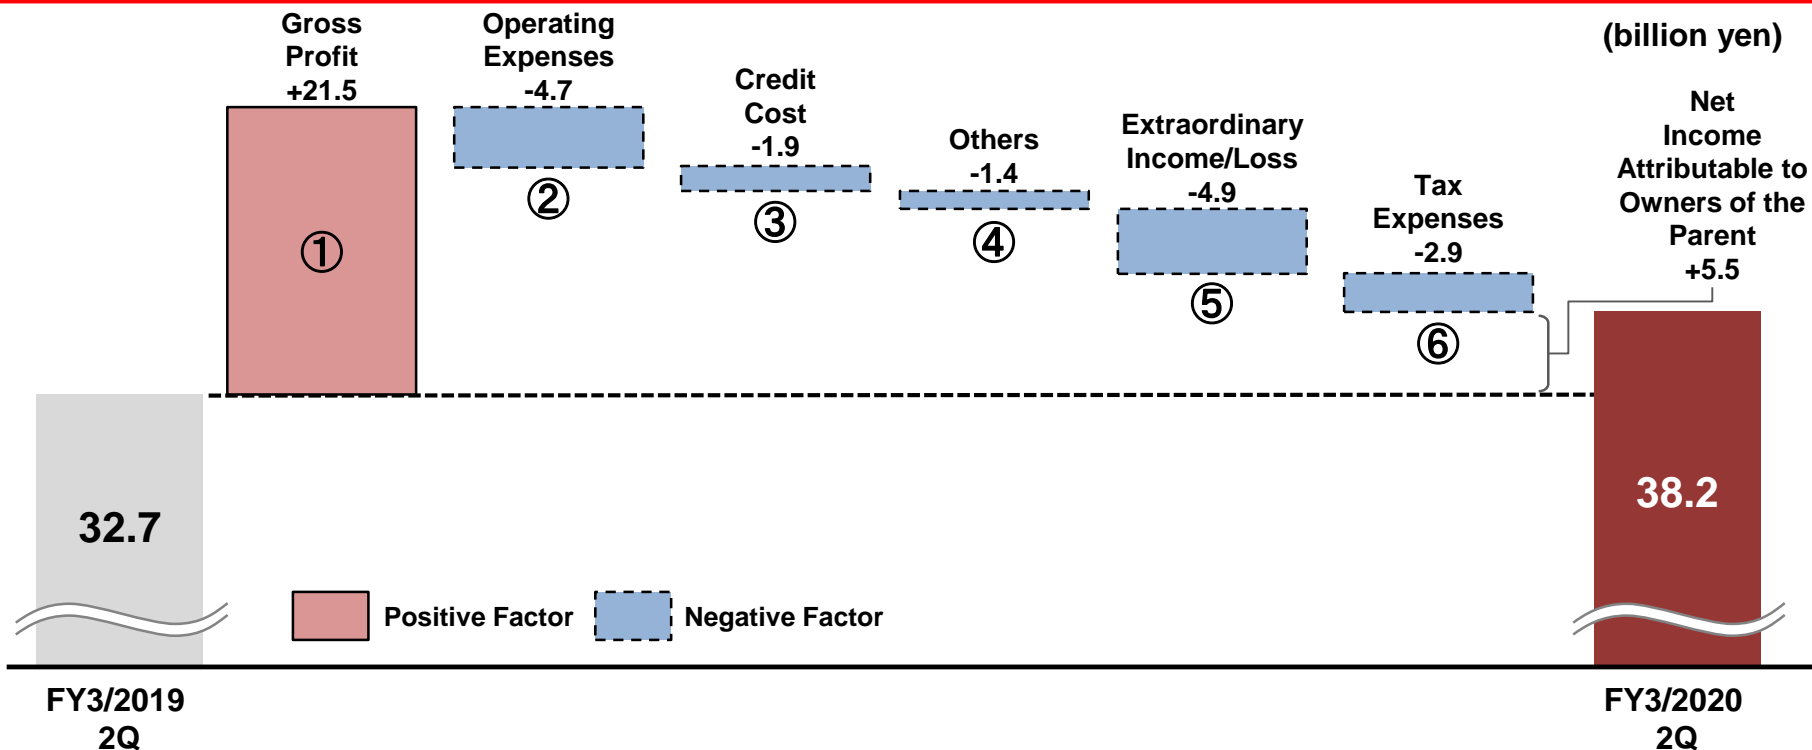 (billion yen)
Gross
Profit
+21.5
Operating
Expenses
-4.7
Credit
Cost
-1.9
Others
-1.4
Extraordinary
Income/Loss
-4.9
Tax
Expenses
-2.9
Net
Income
Attributable to
Owners of the
Parent
+5.5
①
②
③
④
⑤
⑥
32.7
38.2
Positive Factor
Negative Factor
FY3/2019
2Q
FY3/2020
2Q